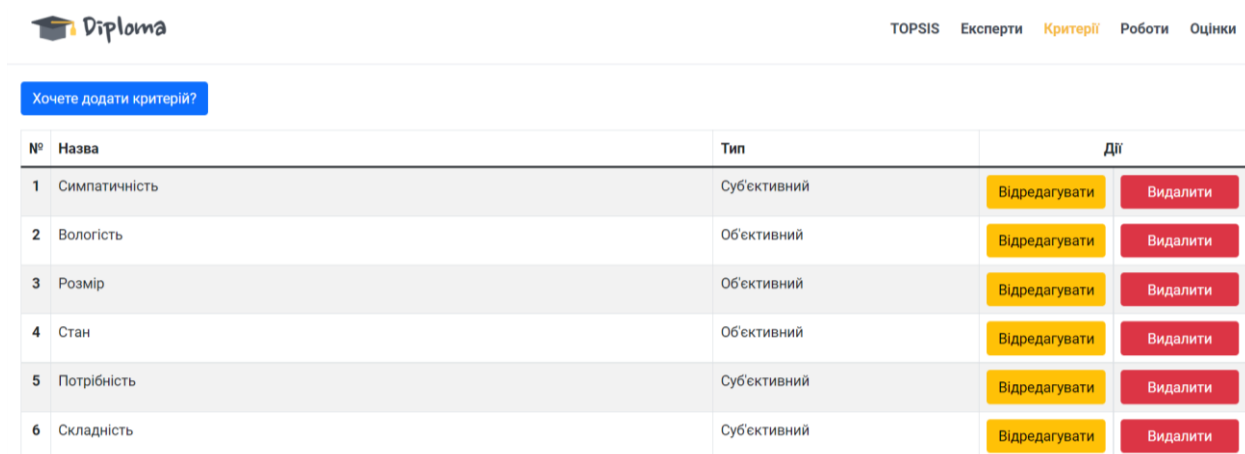 Diploma
TOPSIS Експерти Критерії Роботи Оцінки
Хочете додати критерій?
№ Назва Тип Дії
1 Симпатичність Суб'єктивний Відредагувати Видалити
2 Вологість Об'єктивний Відредагувати Видалити
3 Розмір Об'єктивний Відредагувати Видалити
4 Стан Об'єктивний Відредагувати Видалити
5 Потрібність Суб'єктивний Відредагувати Видалити
6 Складність Суб'єктивний Відредагувати Видалити